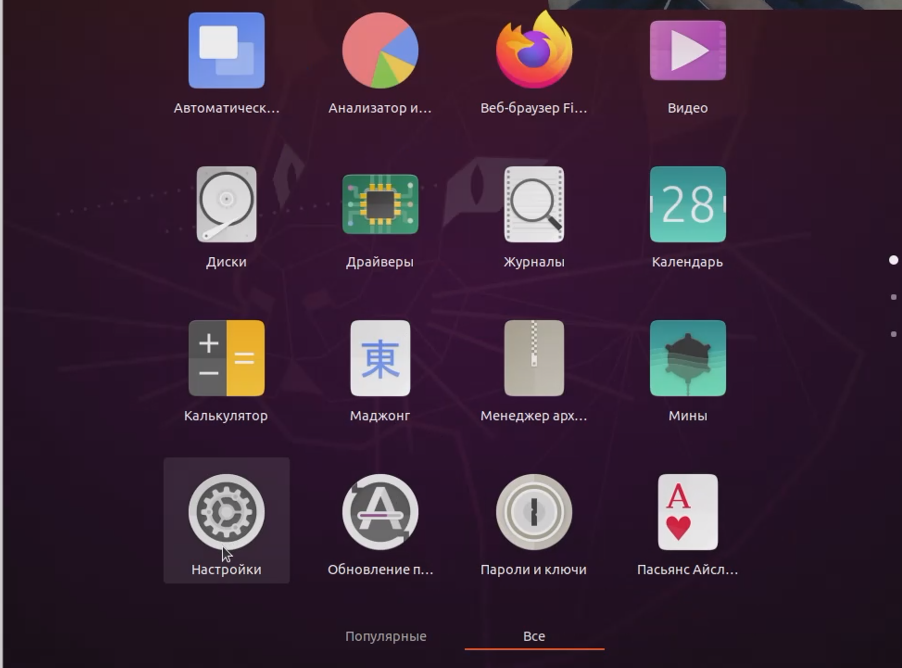 Автоматическ…
Анализатор и…
Веб-браузер Fi…
Видео
28
Диски
Драйверы
Журналы
Календарь
東
Калькулятор
Маджонг
Менеджер арх…
Мины
A
Настройки
Обновление п…
Пароли и ключи
Пасьянс Айсл…
Популярные
Все